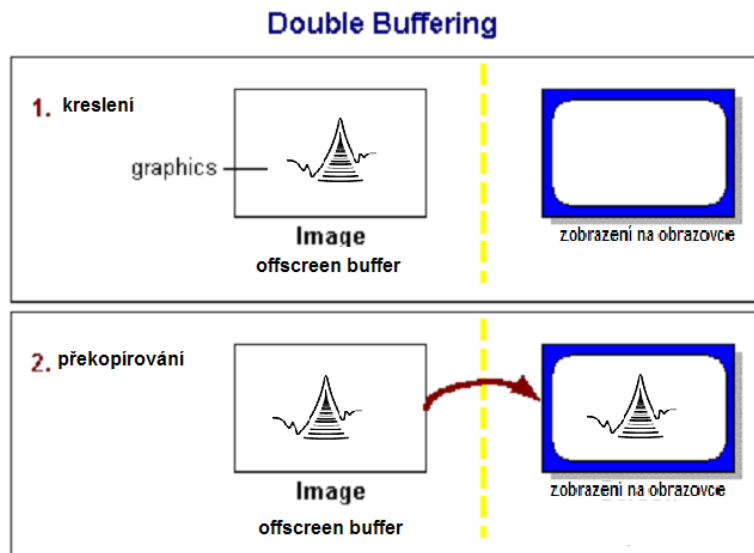 Double Buffering
1. kreslení
graphics
Image
offscreen buffer
zobrazení na obrazovce
2. překopírování
Image
offscreen buffer
zobrazení na obrazovce